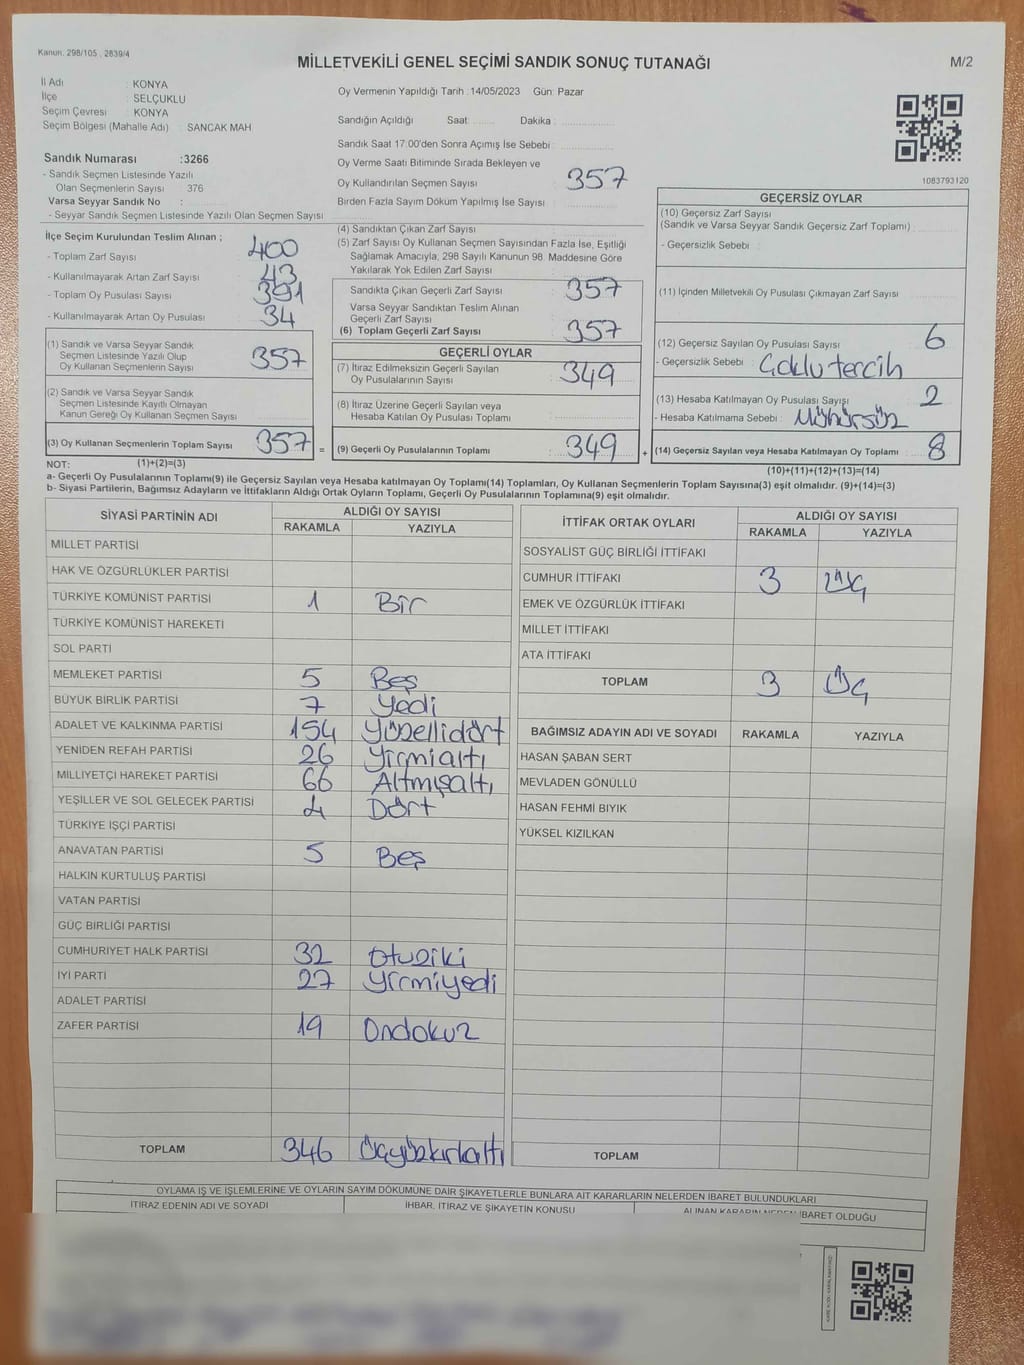 Kanun. 298/105 , 2839/4
MİLLETVEKİLİ GENEL SEÇİMİ SANDIK SONUÇ TUTANAĞI
M/2
İl Adı : KONYA
İlçe : SELÇUKLU
Seçim Çevresi : KONYA
Seçim Bölgesi (Mahalle Adı) : SANCAK MAH
Sandık Numarası :3266
- Sandık Seçmen Listesinde Yazılı
Olan Seçmenlerin Sayısı : 376
Varsa Seyyar Sandık No :
- Seyyar Sandık Seçmen Listesinde Yazılı Olan Seçmen Sayısı :
Oy Vermenin Yapıldığı Tarih :14/05/2023 Gün: Pazar
Sandığın Açıldığı Saat: Dakika :
Sandık Saat 17:00'den Sonra Açımış İse Sebebi :
Oy Verme Saati Bitiminde Sırada Bekleyen ve
Oy Kullandırılan Seçmen Sayısı : 357
Birden Fazla Sayım Döküm Yapılmış İse Sayısı :
1083793120
İlçe Seçim Kurulundan Teslim Alınan ;
- Toplam Zarf Sayısı : 400
- Kullanılmayarak Artan Zarf Sayısı : 43
- Toplam Oy Pusulası Sayısı : 391
- Kullanılmayarak Artan Oy Pusulası : 34
(1) Sandık ve Varsa Seyyar Sandık
Seçmen Listesinde Yazılı Olup
Oy Kullanan Seçmenlerin Sayısı : 357
(2) Sandık ve Varsa Seyyar Sandık
Seçmen Listesinde Kayıtlı Olmayan
Kanun Gereği Oy Kullanan Seçmen Sayısı :
(3) Oy Kullanan Seçmenlerin Toplam Sayısı : 357 =
(1)+(2)=(3)
(4) Sandıktan Çıkan Zarf Sayısı :
(5) Zarf Sayısı Oy Kullanan Seçmen Sayısından Fazla İse, Eşitliği
Sağlamak Amacıyla, 298 Sayılı Kanunun 98. Maddesine Göre
Yakılarak Yok Edilen Zarf Sayısı :
Sandıkta Çıkan Geçerli Zarf Sayısı : 357
Varsa Seyyar Sandıktan Teslim Alınan
Geçerli Zarf Sayısı :
(6) Toplam Geçerli Zarf Sayısı : 357
GEÇERLİ OYLAR
(7) İtiraz Edilmeksizin Geçerli Sayılan
Oy Pusulalarının Sayısı : 349
(8) İtiraz Üzerine Geçerli Sayılan veya
Hesaba Katılan Oy Pusulası Toplamı :
(9) Geçerli Oy Pusulalarının Toplamı : 349 +
GEÇERSİZ OYLAR
(10) Geçersiz Zarf Sayısı
(Sandık ve Varsa Seyyar Sandık Geçersiz Zarf Toplamı) :
- Geçersizlik Sebebi :
(11) İçinden Milletvekili Oy Pusulası Çıkmayan Zarf Sayısı :
(12) Geçersiz Sayılan Oy Pusulası Sayısı : 6
- Geçersizlik Sebebi : Çoklu tercih
(13) Hesaba Katılmayan Oy Pusulası Sayısı : 2
- Hesaba Katılmama Sebebi : Mühürsüz
(14) Geçersiz Sayılan veya Hesaba Katılmayan Oy Toplamı : 8
(10)+(11)+(12)+(13)=(14)
NOT:
a- Geçerli Oy Pusulalarının Toplamı(9) ile Geçersiz Sayılan veya Hesaba katılmayan Oy Toplamı(14) Toplamları, Oy Kullanan Seçmenlerin Toplam Sayısına(3) eşit olmalıdır. (9)+(14)=(3)
b- Siyasi Partilerin, Bağımsız Adayların ve İttifakların Aldığı Ortak Oyların Toplamı, Geçerli Oy Pusulalarının Toplamına(9) eşit olmalıdır.
SİYASİ PARTİNİN ADI ALDIĞI OY SAYISI
RAKAMLA YAZIYLA
MİLLET PARTİSİ
HAK VE ÖZGÜRLÜKLER PARTİSİ
TÜRKİYE KOMÜNİST PARTİSİ 1 Bir
TÜRKİYE KOMÜNİST HAREKETİ
SOL PARTİ
MEMLEKET PARTİSİ 5 Beş
BÜYÜK BİRLİK PARTİSİ 7 Yedi
ADALET VE KALKINMA PARTİSİ 154 Yüzellidört
YENİDEN REFAH PARTİSİ 26 Yirmialtı
MİLLİYETÇİ HAREKET PARTİSİ 66 Altmışaltı
YEŞİLLER VE SOL GELECEK PARTİSİ 4 Dört
TÜRKİYE İŞÇİ PARTİSİ
ANAVATAN PARTİSİ 5 Beş
HALKIN KURTULUŞ PARTİSİ
VATAN PARTİSİ
GÜÇ BİRLİĞİ PARTİSİ
CUMHURİYET HALK PARTİSİ 32 Otuziki
İYİ PARTİ 27 Yirmiyedi
ADALET PARTİSİ
ZAFER PARTİSİ 19 Ondokuz
TOPLAM 346 Üçyüzkırkaltı
İTTİFAK ORTAK OYLARI ALDIĞI OY SAYISI
RAKAMLA YAZIYLA
SOSYALİST GÜÇ BİRLİĞİ İTTİFAKI
CUMHUR İTTİFAKI 3 Üç
EMEK VE ÖZGÜRLÜK İTTİFAKI
MİLLET İTTİFAKI
ATA İTTİFAKI
TOPLAM 3 Üç
BAĞIMSIZ ADAYIN ADI VE SOYADI RAKAMLA YAZIYLA
HASAN ŞABAN SERT
MEVLADEN GÖNÜLLÜ
HASAN FEHMİ BIYIK
YÜKSEL KIZILKAN
TOPLAM
OYLAMA İŞ VE İŞLEMLERİNE VE OYLARIN SAYIM DÖKÜMÜNE DAİR ŞİKAYETLERLE BUNLARA AİT KARARLARIN NELERDEN İBARET BULUNDUKLARI
İTİRAZ EDENİN ADI VE SOYADI İHBAR, İTİRAZ VE ŞİKAYETİN KONUSU ALINAN KARARIN NEDEN İBARET OLDUĞU